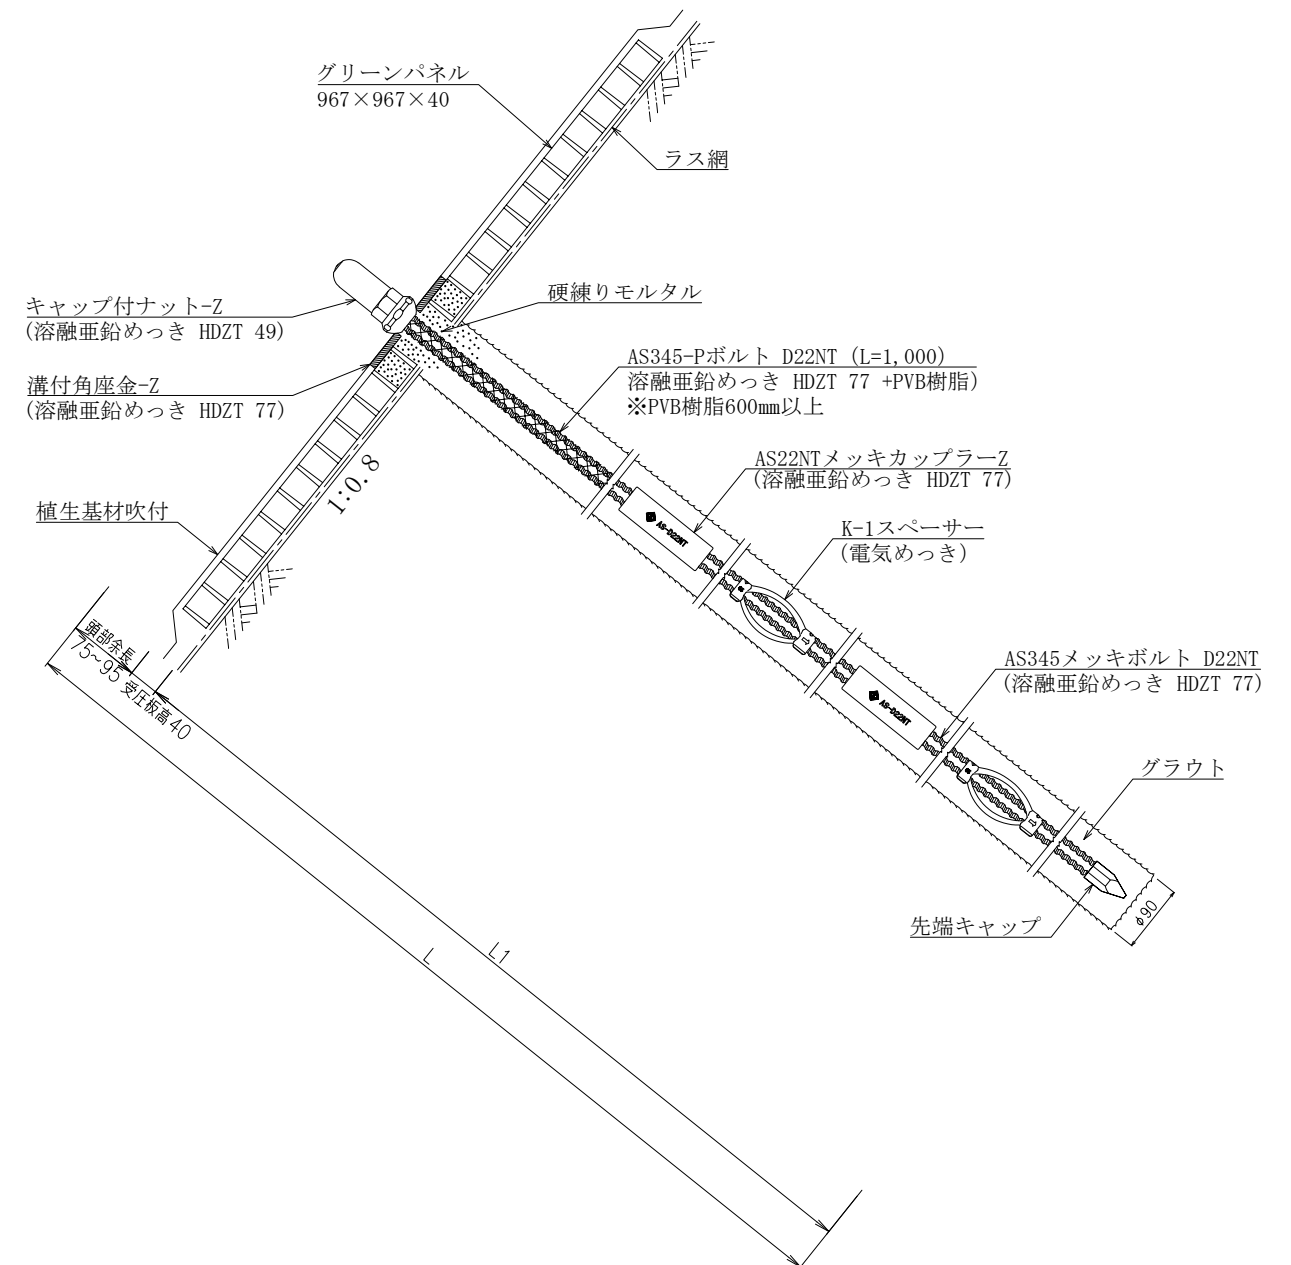 グリーンパネル
967×967×40
ラス網
キャップ付ナット-Z
(溶融亜鉛めっき HDZT 49)
硬練りモルタル
溝付角座金-Z
(溶融亜鉛めっき HDZT 77)
AS345-Pボルト D22NT (L=1,000)
溶融亜鉛めっき HDZT 77 +PVB樹脂)
※PVB樹脂600mm以上
1:0.8
AS22NTメッキカップラーZ
(溶融亜鉛めっき HDZT 77)
植生基材吹付
AS-D22NT
K-1スペーサー
(電気めっき)
頭部余長
75~95
受圧板高40
AS345メッキボルト D22NT
(溶融亜鉛めっき HDZT 77)
AS-D22NT
グラウト
先端キャップ
φ90
L
L1